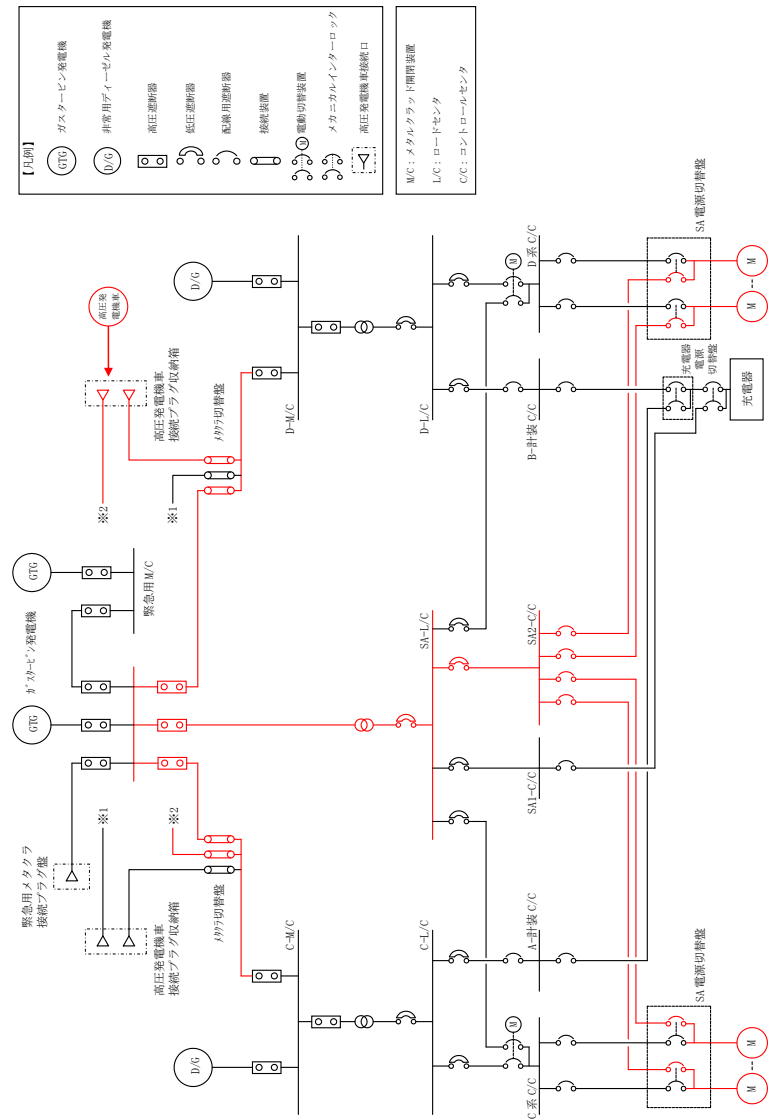 【凡例】
GTG
ガスタービン発電機
D/G
非常用ディーゼル発電機
高圧遮断器
低圧遮断器
配線用遮断器
接続装置
M
電動切替装置
メカニカルインターロック
高圧発電機車接続口
M/C：メタルクラッド開閉装置
L/C：ロードセンタ
C/C：コントロールセンタ
緊急用メタクラ
接続プラグ盤
ガスタービン発電機
GTG
GTG
緊急用M/C
高圧発電機車
接続プラグ収納箱
※1
※2
メタクラ切替盤
高圧発
電機車
高圧発電機車
接続プラグ収納箱
※2
※1
メタクラ切替盤
D/G
C-M/C
D/G
D-M/C
C-L/C
SA-L/C
D-L/C
M
C系C/C
A-計装C/C
SA1-C/C
SA2-C/C
B-計装C/C
M
D系C/C
SA電源切替盤
M
M
充電器
電源
切替盤
充電器
SA電源切替盤
M
M